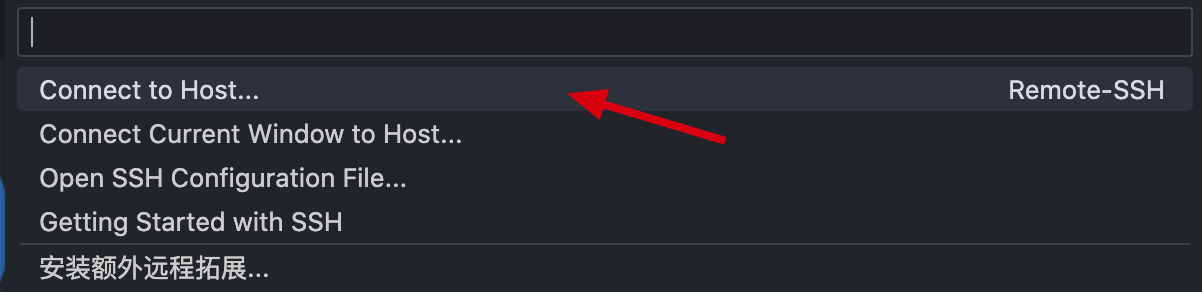 Connect to Host... Remote-SSH
Connect Current Window to Host...
Open SSH Configuration File...
Getting Started with SSH
安装额外远程拓展...